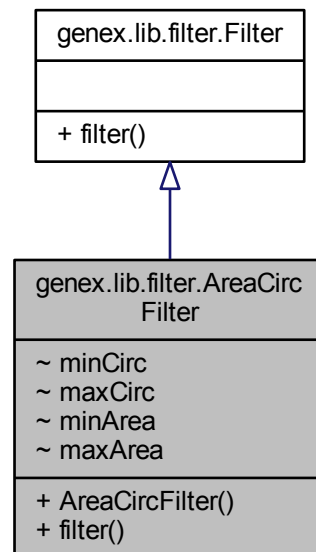 genex.lib.filter.Filter
+ filter()
genex.lib.filter.AreaCirc
Filter
~ minCirc
~ maxCirc
~ minArea
~ maxArea
+ AreaCircFilter()
+ filter()